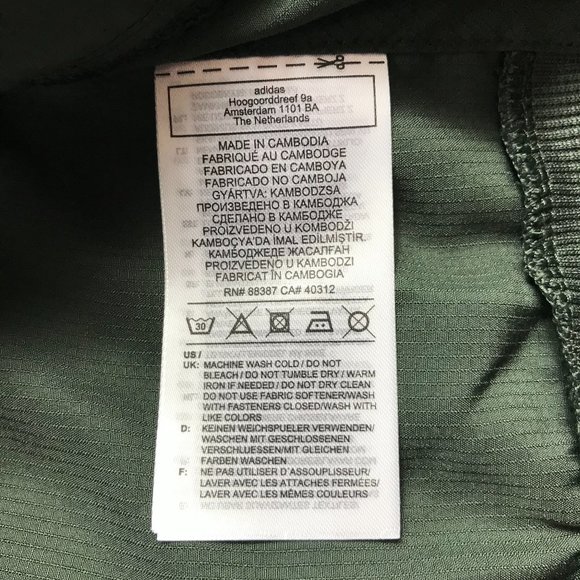 adidas
Hoogoorddreef 9a
Amsterdam 1101 BA
The Netherlands
MADE IN CAMBODIA
FABRIQUÉ AU CAMBODGE
FABRICADO EN CAMBOYA
FABRICADO NO CAMBOJA
GYÁRTVA: KAMBODZSA
ПРОИЗВЕДЕНО В КАМБОДЖА
СДЕЛАНО В КАМБОДЖЕ
PROIZVEDENO U KOMBODŽI
KAMBOÇYA'DA İMAL EDİLMİŞTİR.
КАМБОДЖЕДЕ ЖАСАЛҒАН
PROIZVEDENO U KAMBODŽI
FABRICAT ÎN CAMBOGIA
RN# 88387 CA# 40312
30
US /
UK: MACHINE WASH COLD / DO NOT
BLEACH / DO NOT TUMBLE DRY / WARM
IRON IF NEEDED / DO NOT DRY CLEAN
DO NOT USE FABRIC SOFTENER/WASH
WITH FASTENERS CLOSED/WASH WITH
LIKE COLORS
D: KEINEN WEICHSPUELER VERWENDEN/
WASCHEN MIT GESCHLOSSENEN
VERSCHLUESSEN/MIT GLEICHEN
FARBEN WASCHEN
F: NE PAS UTILISER D'ASSOUPLISSEUR/
LAVER AVEC LES ATTACHES FERMÉES/
LAVER AVEC LES MÊMES COULEURS